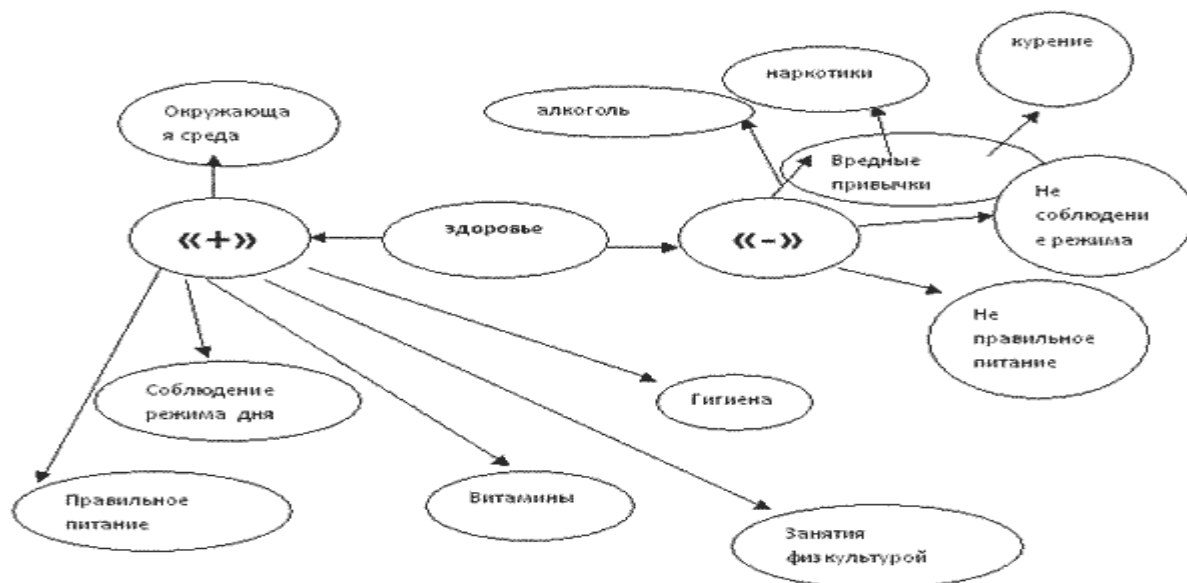 курение
наркотики
алкоголь
Окружающа
я среда
Вредные
привычки
Не
соблюдени
е режима
«+»
здоровье
«-»
Не
правильное
питание
Соблюдение
режима дня
Гигиена
Правильное
питание
Витамины
Занятия
физкультурой